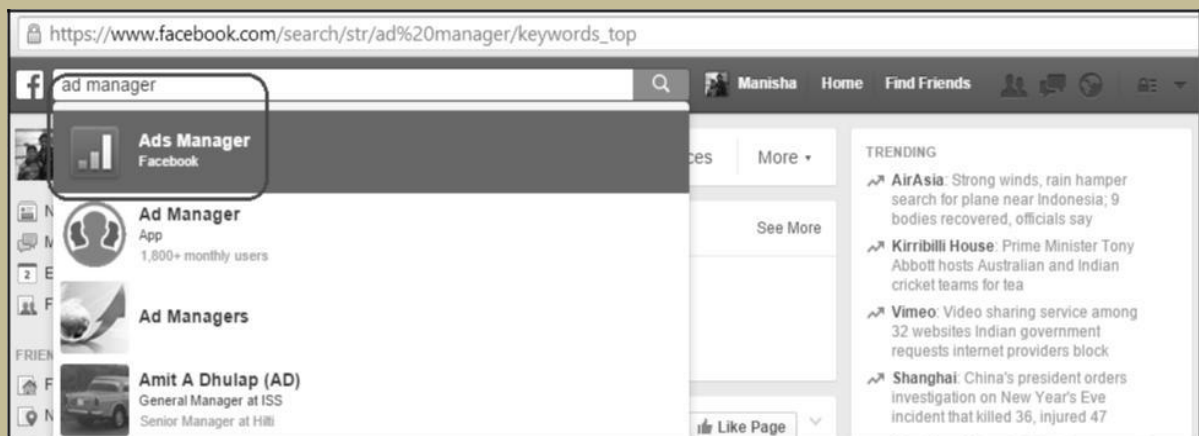 https://www.facebook.com/search/str/ad%20manager/keywords_top
f
ad manager
Manisha
Home
Find Friends
Ads Manager
Facebook
Ad Manager
App
1,800+ monthly users
Ad Managers
Amit A Dhulap (AD)
General Manager at ISS
Senior Manager at Hilti
N
M
2
E
F
FRIEN
F
N
ces
More
See More
Like Page
TRENDING
AirAsia: Strong winds, rain hamper
search for plane near Indonesia; 9
bodies recovered, officials say
Kirribilli House: Prime Minister Tony
Abbott hosts Australian and Indian
cricket teams for tea
Vimeo: Video sharing service among
32 websites Indian government
requests internet providers block
Shanghai: China's president orders
investigation on New Year's Eve
incident that killed 36, injured 47